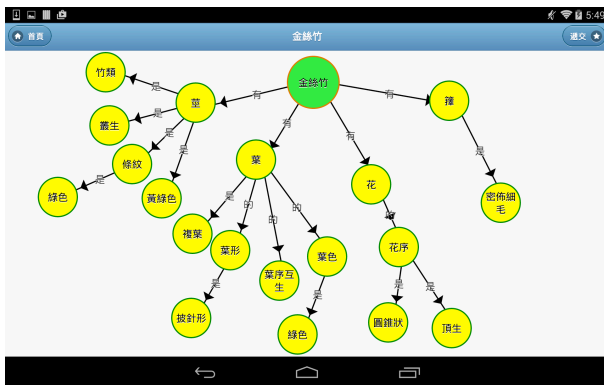 5:49
首頁
金絲竹
遞交
竹類
金絲竹
是
莖
有
有
籜
叢生
是
有
是
條紋
是
有
葉
是
是
綠色
黃綠色
是
花
密佈細
毛
的
的
複葉
葉形
的
花序
葉色
葉序互
生
是
是
是
是
披針形
綠色
圓錐狀
頂生